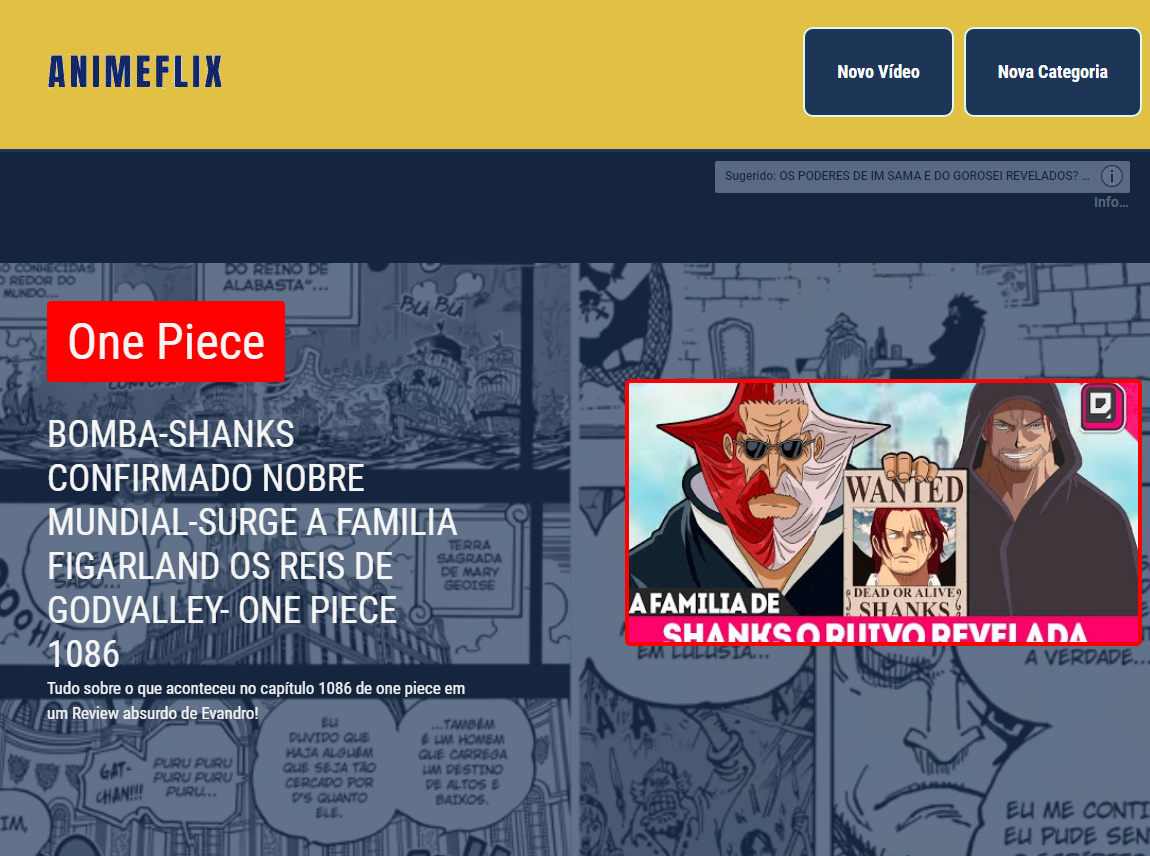 ANIMEFLIX
Novo Vídeo
Nova Categoria
Sugerido: OS PODERES DE IM SAMA E DO GOROSEI REVELADOS? ...
Info...
CONHECIDAS
REDOR DO
MUNDO...
DO REINO DE
ALABASTA"...
BLÁ BLÁ
One Piece
BOMBA-SHANKS
CONFIRMADO NOBRE
MUNDIAL-SURGE A FAMILIA
FIGARLAND OS REIS DE
GODVALLEY- ONE PIECE
1086
Tudo sobre o que aconteceu no capítulo 1086 de one piece em
um Review absurdo de Evandro!
WANTED
DEAD OR ALIVE
SHANKS
A FAMILIA DE
SHANKS O RUIVO REVELADA
TERRA
SAGRADA
DE MARY
GEOISE
EM LULUSIA...
A VERDADE...
GAT-
CHAN!!!
PURU PURU
PURU PURU
PURU...
EU
DUVIDO QUE
HAJA ALGUÉM
QUE SEJA TÃO
CERCADO POR
D'S QUANTO
ELE.
...TAMBÉM
É UM HOMEM
QUE CARREGA
UM DESTINO
DE ALTOS E
BAIXOS.
IM,
EU ME CONTI
EU PUDE SEN